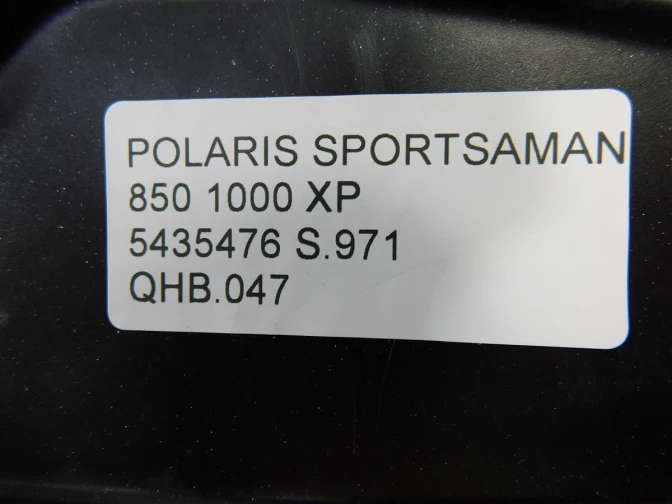 POLARIS SPORTSAMAN
850 1000 XP
5435476 S.971
QHB.047